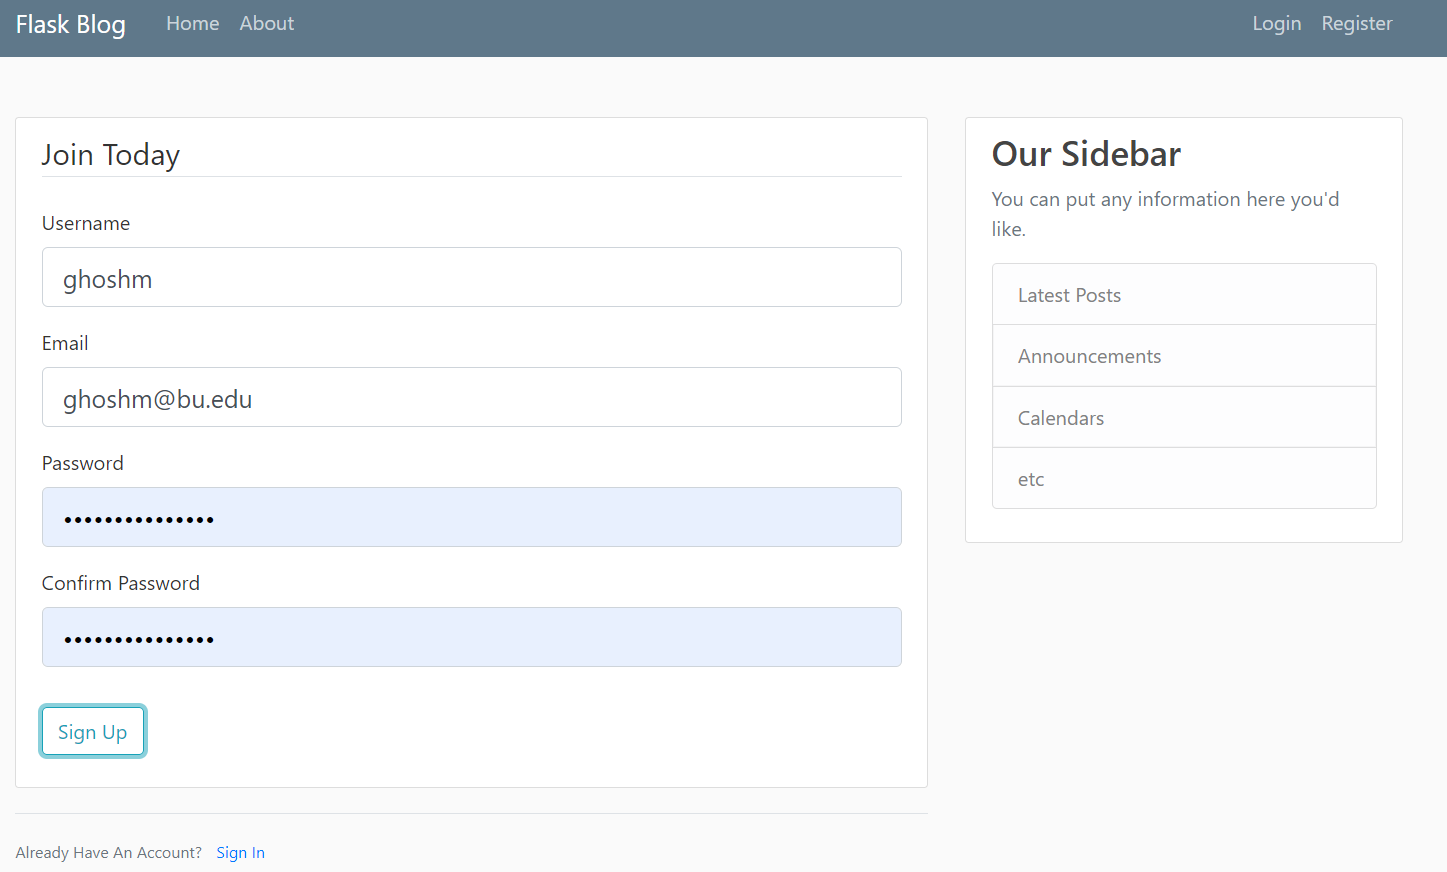 Flask Blog Home About Login Register
Join Today
Username
ghoshm
Email
ghoshm@bu.edu
Password
•••••••••••••••
Confirm Password
•••••••••••••••
Sign Up
Already Have An Account? Sign In
Our Sidebar
You can put any information here you'd
like.
Latest Posts
Announcements
Calendars
etc